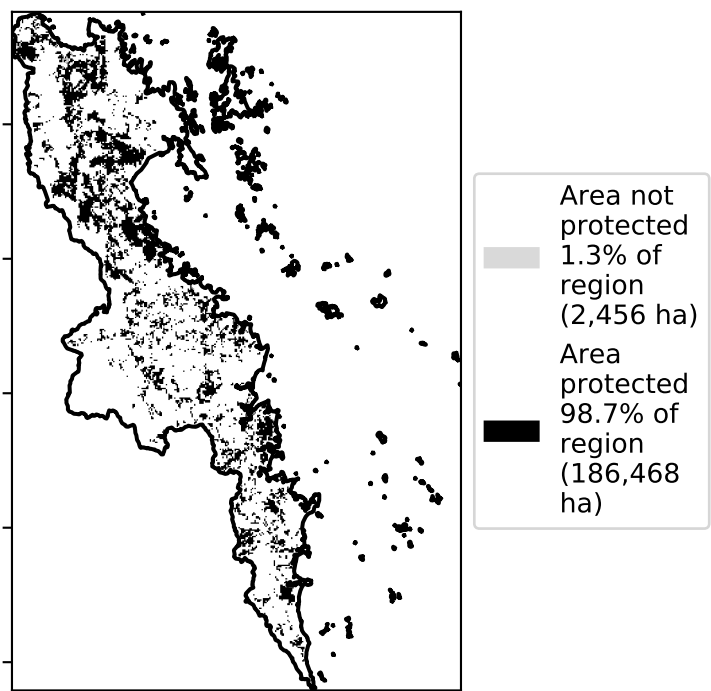 Area not
protected
1.3% of
region
(2,456 ha)
Area
protected
98.7% of
region
(186,468
ha)